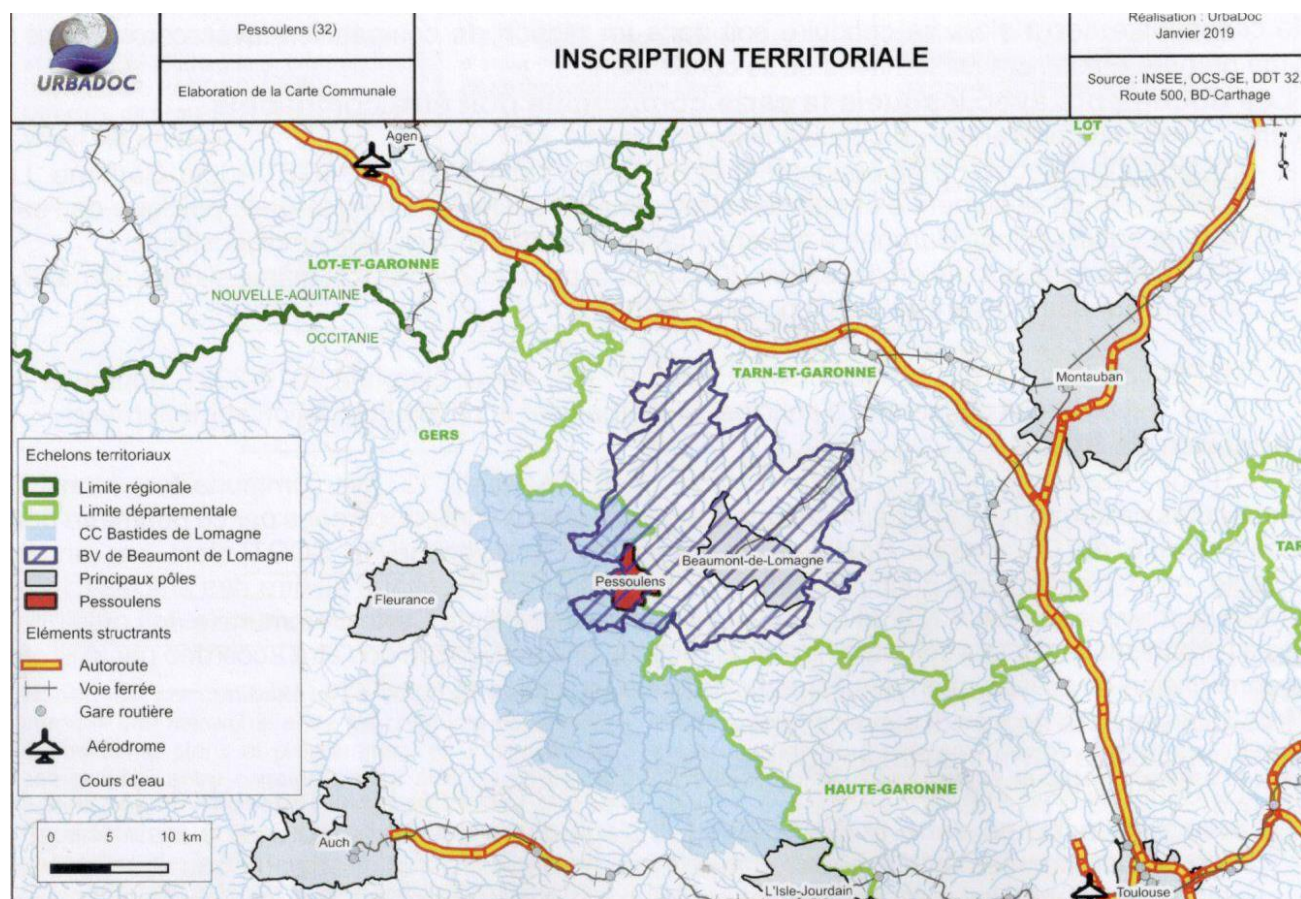 URBADOC
Pessoulens (32)
Elaboration de la Carte Communale
INSCRIPTION TERRITORIALE
Réalisation : UrbaDoc
Janvier 2019
Source : INSEE, OCS-GE, DDT 32,
Route 500, BD-Carthage
Agen
LOT
N
LOT-ET-GARONNE
NOUVELLE-AQUITAINE
OCCITANIE
TARN-ET-GARONNE
Montauban
GERS
Beaumont-de-Lomagne
Pessoulens
Fleurance
TAR
HAUTE-GARONNE
Auch
L'Isle-Jourdain
Toulouse
Echelons territoriaux
Limite régionale
Limite départementale
CC Bastides de Lomagne
BV de Beaumont de Lomagne
Principaux pôles
Pessoulens
Eléments structrants
Autoroute
Voie ferrée
Gare routière
Aérodrome
Cours d'eau
0 5 10 km